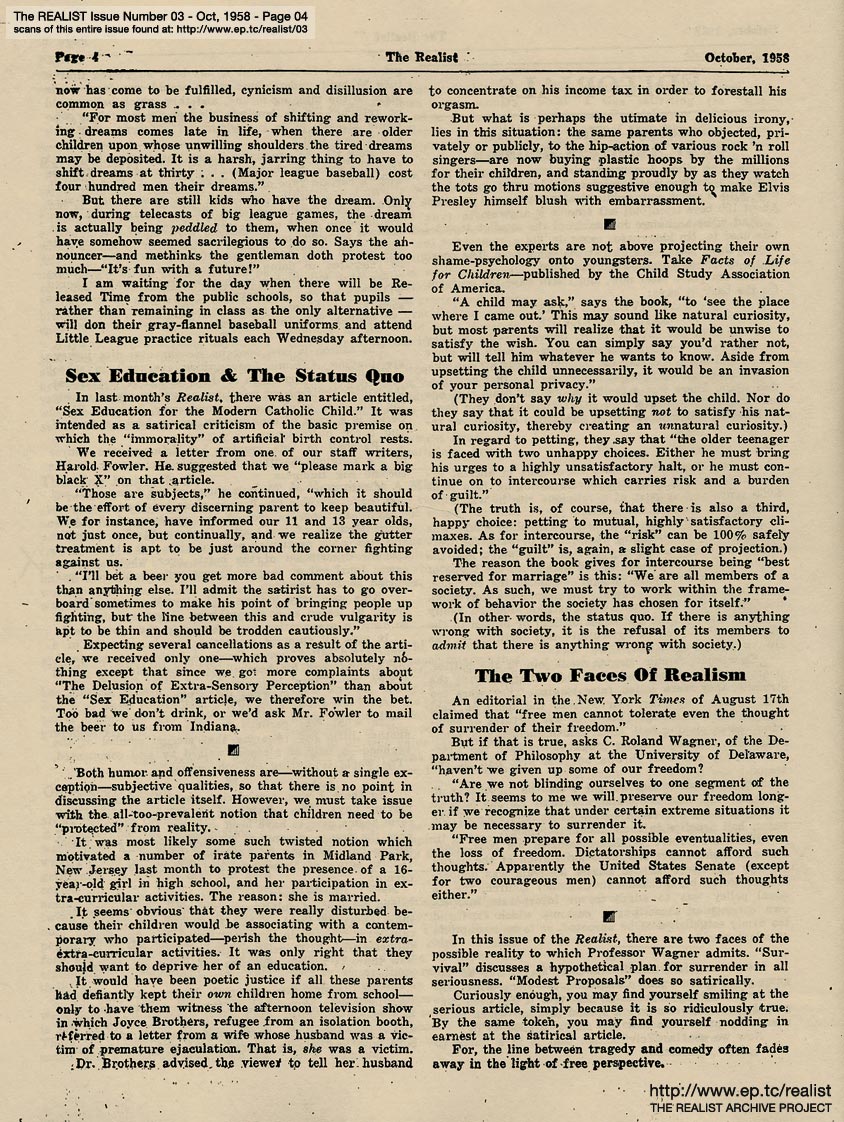 The REALIST Issue Number 03 - Oct, 1958 - Page 04
scans of this entire issue found at: http://www.ep.tc/realist/03
Page 4
The Realist
October, 1958
now has come to be fulfilled, cynicism and disillusion are
common as grass . . .
"For most men the business of shifting and rework-
ing dreams comes late in life, when there are older
children upon whose unwilling shoulders the tired dreams
may be deposited. It is a harsh, jarring thing to have to
shift dreams at thirty . . . (Major league baseball) cost
four hundred men their dreams."
But there are still kids who have the dream. Only
now, during telecasts of big league games, the dream
is actually being peddled to them, when once it would
have somehow seemed sacrilegious to do so. Says the an-
nouncer—and methinks the gentleman doth protest too
much—"It's fun with a future!"
I am waiting for the day when there will be Re-
leased Time from the public schools, so that pupils —
rather than remaining in class as the only alternative —
will don their gray-flannel baseball uniforms and attend
Little League practice rituals each Wednesday afternoon.
Sex Education & The Status Quo
In last month's Realist, there was an article entitled,
"Sex Education for the Modern Catholic Child." It was
intended as a satirical criticism of the basic premise on
which the "immorality" of artificial birth control rests.
We received a letter from one of our staff writers,
Harold Fowler. He suggested that we "please mark a big
black X" on that article.
"Those are subjects," he continued, "which it should
be the effort of every discerning parent to keep beautiful.
We for instance, have informed our 11 and 13 year olds,
not just once, but continually, and we realize the gutter
treatment is apt to be just around the corner fighting
against us.
"I'll bet a beer you get more bad comment about this
than anything else. I'll admit the satirist has to go over-
board sometimes to make his point of bringing people up
fighting, but the line between this and crude vulgarity is
apt to be thin and should be trodden cautiously."
Expecting several cancellations as a result of the arti-
cle, we received only one—which proves absolutely no-
thing except that since we got more complaints about
"The Delusion of Extra-Sensory Perception" than about
the "Sex Education" article, we therefore win the bet.
Too bad we don't drink, or we'd ask Mr. Fowler to mail
the beer to us from Indiana.
Both humor and offensiveness are—without a single ex-
ception—subjective qualities, so that there is no point in
discussing the article itself. However, we must take issue
with the all-too-prevalent notion that children need to be
"protected" from reality.
It was most likely some such twisted notion which
motivated a number of irate parents in Midland Park,
New Jersey last month to protest the presence of a 16-
year-old girl in high school, and her participation in ex-
tra-curricular activities. The reason: she is married.
It seems obvious that they were really disturbed be-
cause their children would be associating with a contem-
porary who participated—perish the thought—in extra-
extra-curricular activities. It was only right that they
should want to deprive her of an education.
It would have been poetic justice if all these parents
had defiantly kept their own children home from school—
only to have them witness the afternoon television show
in which Joyce Brothers, refugee from an isolation booth,
referred to a letter from a wife whose husband was a vic-
tim of premature ejaculation. That is, she was a victim.
Dr. Brothers advised the viewer to tell her husband
to concentrate on his income tax in order to forestall his
orgasm.
But what is perhaps the utimate in delicious irony,
lies in this situation: the same parents who objected, pri-
vately or publicly, to the hip-action of various rock 'n roll
singers—are now buying plastic hoops by the millions
for their children, and standing proudly by as they watch
the tots go thru motions suggestive enough to make Elvis
Presley himself blush with embarrassment.
Even the experts are not above projecting their own
shame-psychology onto youngsters. Take Facts of Life
for Children—published by the Child Study Association
of America.
"A child may ask," says the book, "to 'see the place
where I came out.' This may sound like natural curiosity,
but most parents will realize that it would be unwise to
satisfy the wish. You can simply say you'd rather not,
but will tell him whatever he wants to know. Aside from
upsetting the child unnecessarily, it would be an invasion
of your personal privacy."
(They don't say why it would upset the child. Nor do
they say that it could be upsetting not to satisfy his nat-
ural curiosity, thereby creating an unnatural curiosity.)
In regard to petting, they say that "the older teenager
is faced with two unhappy choices. Either he must bring
his urges to a highly unsatisfactory halt, or he must con-
tinue on to intercourse which carries risk and a burden
of guilt."
(The truth is, of course, that there is also a third,
happy choice: petting to mutual, highly satisfactory cli-
maxes. As for intercourse, the "risk" can be 100% safely
avoided; the "guilt" is, again, a slight case of projection.)
The reason the book gives for intercourse being "best
reserved for marriage" is this: "We are all members of a
society. As such, we must try to work within the frame-
work of behavior the society has chosen for itself."
(In other words, the status quo. If there is anything
wrong with society, it is the refusal of its members to
admit that there is anything wrong with society.)
The Two Faces Of Realism
An editorial in the New York Times of August 17th
claimed that "free men cannot tolerate even the thought
of surrender of their freedom."
But if that is true, asks C. Roland Wagner, of the De-
partment of Philosophy at the University of Delaware,
"haven't we given up some of our freedom?
"Are we not blinding ourselves to one segment of the
truth? It seems to me we will preserve our freedom long-
er if we recognize that under certain extreme situations it
may be necessary to surrender it.
"Free men prepare for all possible eventualities, even
the loss of freedom. Dictatorships cannot afford such
thoughts. Apparently the United States Senate (except
for two courageous men) cannot afford such thoughts
either."
In this issue of the Realist, there are two faces of the
possible reality to which Professor Wagner admits. "Sur-
vival" discusses a hypothetical plan for surrender in all
seriousness. "Modest Proposals" does so satirically.
Curiously enough, you may find yourself smiling at the
serious article, simply because it is so ridiculously true.
By the same token, you may find yourself nodding in
earnest at the satirical article.
For, the line between tragedy and comedy often fades
away in the light of free perspective.
http://www.ep.tc/realist
THE REALIST ARCHIVE PROJECT